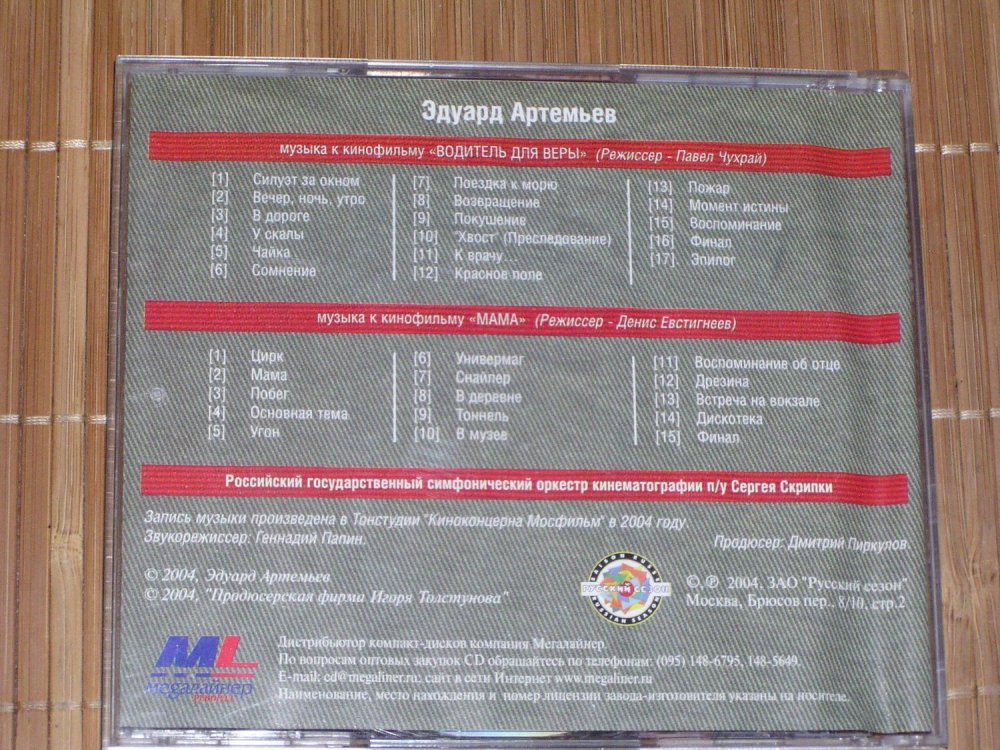 Эдуард Артемьев
музыка к кинофильму «ВОДИТЕЛЬ ДЛЯ ВЕРЫ» (Режиссер - Павел Чухрай)
[1] Силуэт за окном
[2] Вечер, ночь, утро
[3] В дороге
[4] У скалы
[5] Чайка
[6] Сомнение
[7] Поездка к морю
[8] Возвращение
[9] Покушение
[10] "Хвост" (Преследование)
[11] К врачу...
[12] Красное поле
[13] Пожар
[14] Момент истины
[15] Воспоминание
[16] Финал
[17] Эпилог
музыка к кинофильму «МАМА» (Режиссер - Денис Евстигнеев)
[1] Цирк
[2] Мама
[3] Побег
[4] Основная тема
[5] Угон
[6] Универмаг
[7] Снайпер
[8] В деревне
[9] Тоннель
[10] В музее
[11] Воспоминание об отце
[12] Дрезина
[13] Встреча на вокзале
[14] Дискотека
[15] Финал
Российский государственный симфонический оркестр кинематографии п/у Сергея Скрипки
Запись музыки произведена в Тонстудии "Киноконцерна Мосфильм" в 2004 году.
Звукорежиссер: Геннадий Папин.
Продюсер: Дмитрий Пиркулов.
© 2004, Эдуард Артемьев
© 2004, "Продюсерская фирма Игоря Толстунова"
РУССКИЙ СЕЗОН
RUSSIAN SEASON
©,℗ 2004, ЗАО "Русский сезон"
Москва, Брюсов пер., 8/10, стр.2
ML
мегалайнер
Дистрибьютор компакт-дисков компания Мегалайнер.
По вопросам оптовых закупок CD обращайтесь по телефонам: (095) 148-6795, 148-5649.
E-mail: cd@megaliner.ru; сайт в сети Интернет www.megaliner.ru
Наименование, место нахождения и номер лицензии завода-изготовителя указаны на носителе.